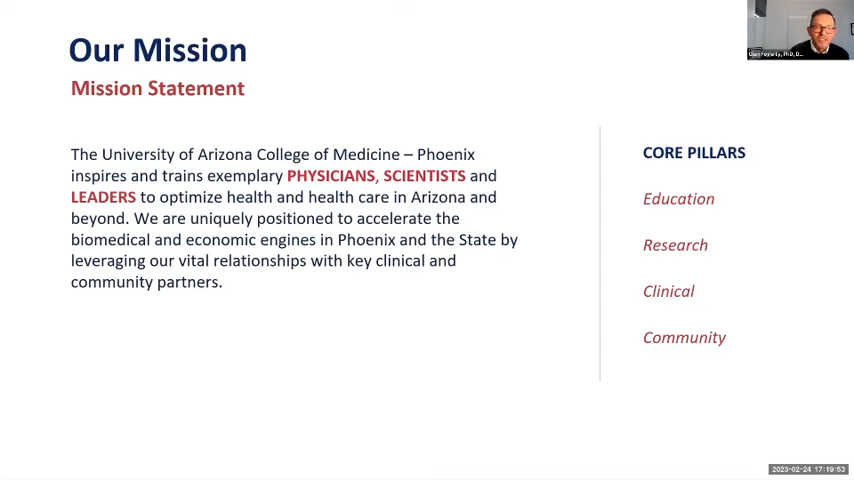 Our Mission
Mission Statement
The University of Arizona College of Medicine – Phoenix
inspires and trains exemplary PHYSICIANS, SCIENTISTS and
LEADERS to optimize health and health care in Arizona and
beyond. We are uniquely positioned to accelerate the
biomedical and economic engines in Phoenix and the State by
leveraging our vital relationships with key clinical and
community partners.
CORE PILLARS
Education
Research
Clinical
Community
Fogarty, PhD, D...
2023-02-24 17:19:53